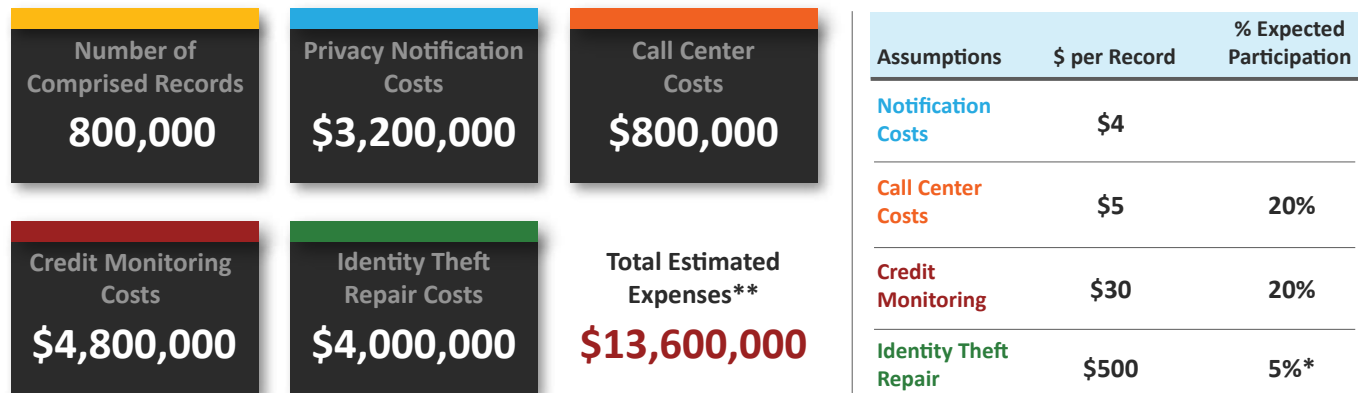 Number of
Comprised Records
800,000
Privacy Notification
Costs
$3,200,000
Call Center
Costs
$800,000
Credit Monitoring
Costs
$4,800,000
Identity Theft
Repair Costs
$4,000,000
Total Estimated
Expenses**
$13,600,000
Assumptions $ per Record % Expected
Participation
Notification
Costs
$4
Call Center
Costs
$5 20%
Credit
Monitoring
$30 20%
Identity Theft
Repair
$500 5%*